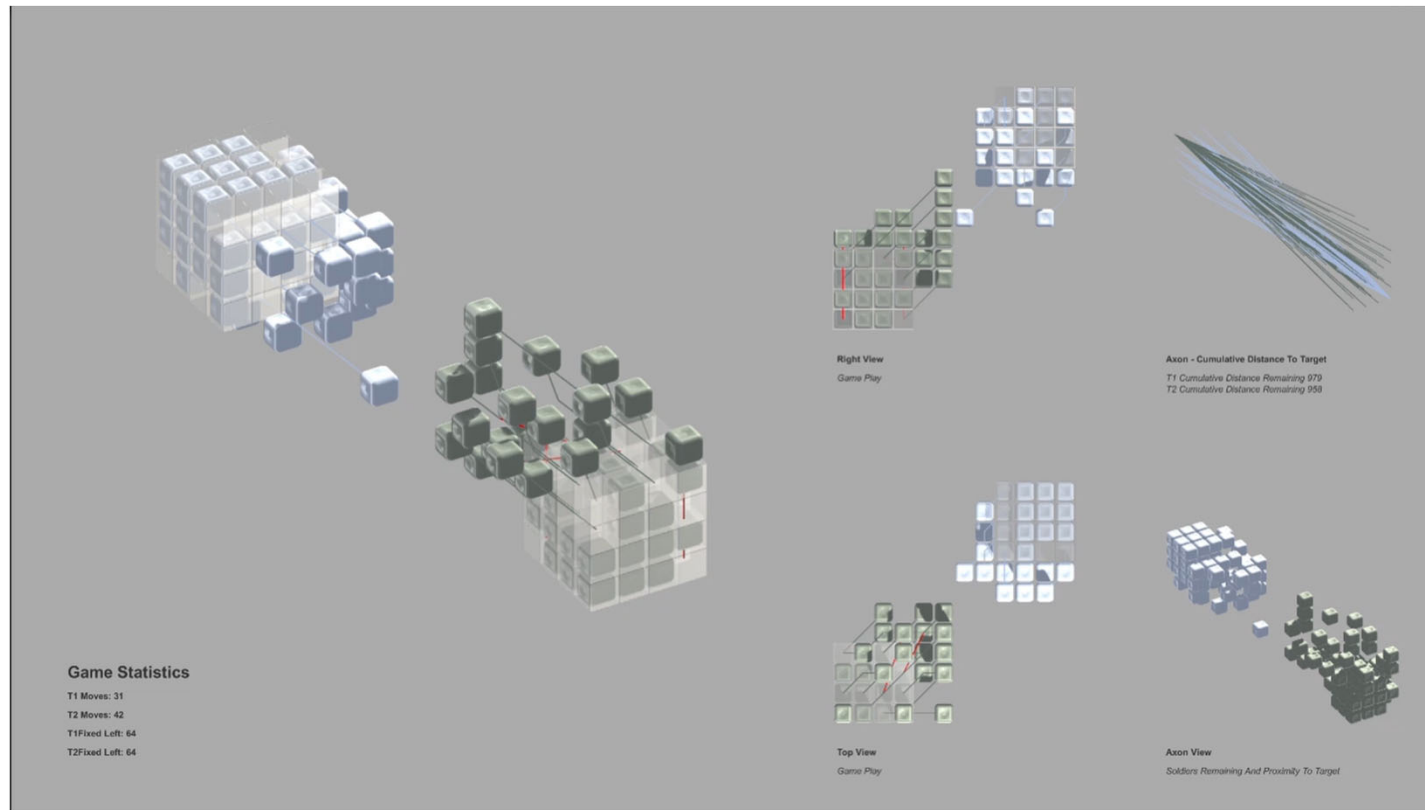 Right View
Game Play
Axon - Cumulative Distance To Target
T1 Cumulative Distance Remaining 979
T2 Cumulative Distance Remaining 958
Game Statistics
T1 Moves: 31
T2 Moves: 42
T1Fixed Left: 64
T2Fixed Left: 64
Top View
Game Play
Axon View
Soldiers Remaining And Proximity To Target